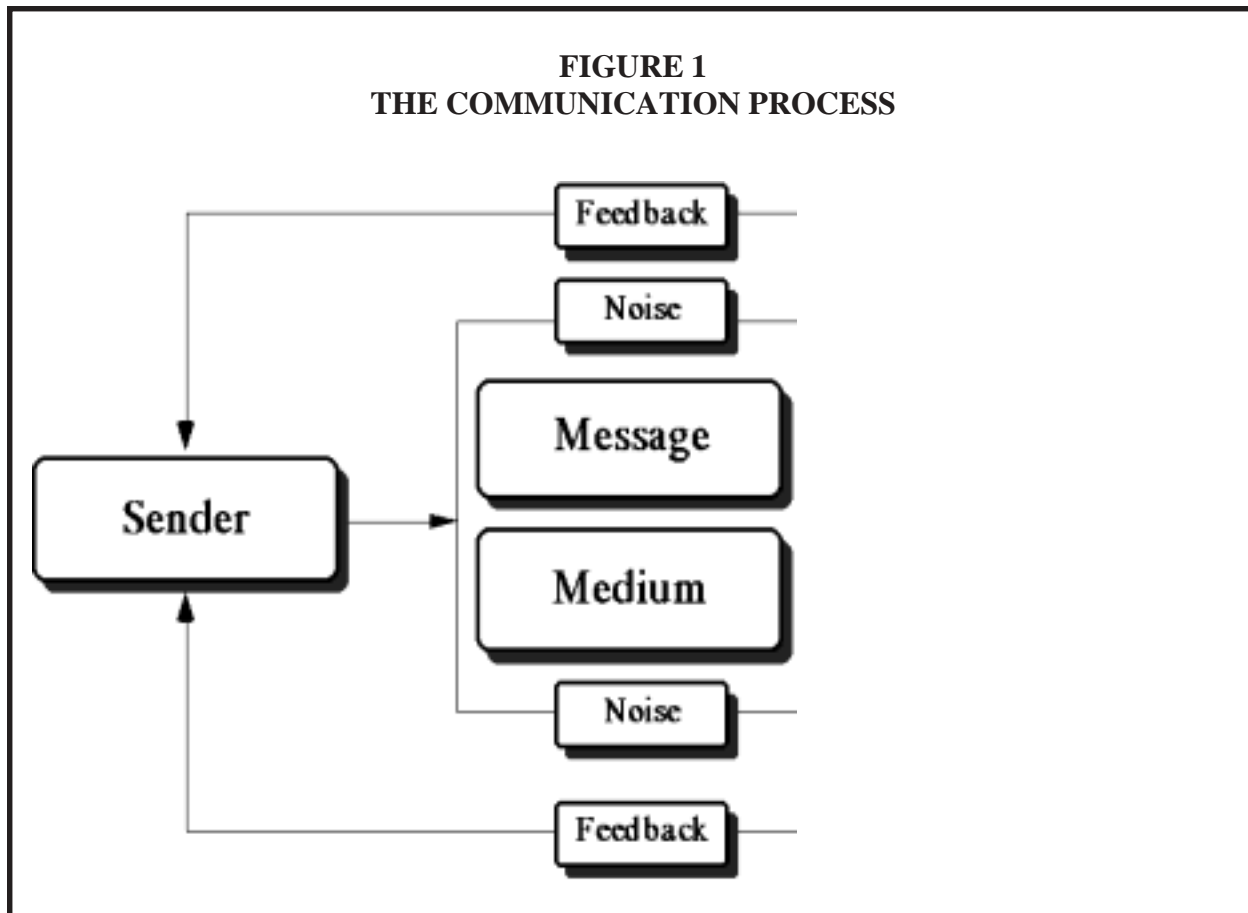 FIGURE 1
THE COMMUNICATION PROCESS
Feedback
Noise
Message
Sender
Medium
Noise
Feedback